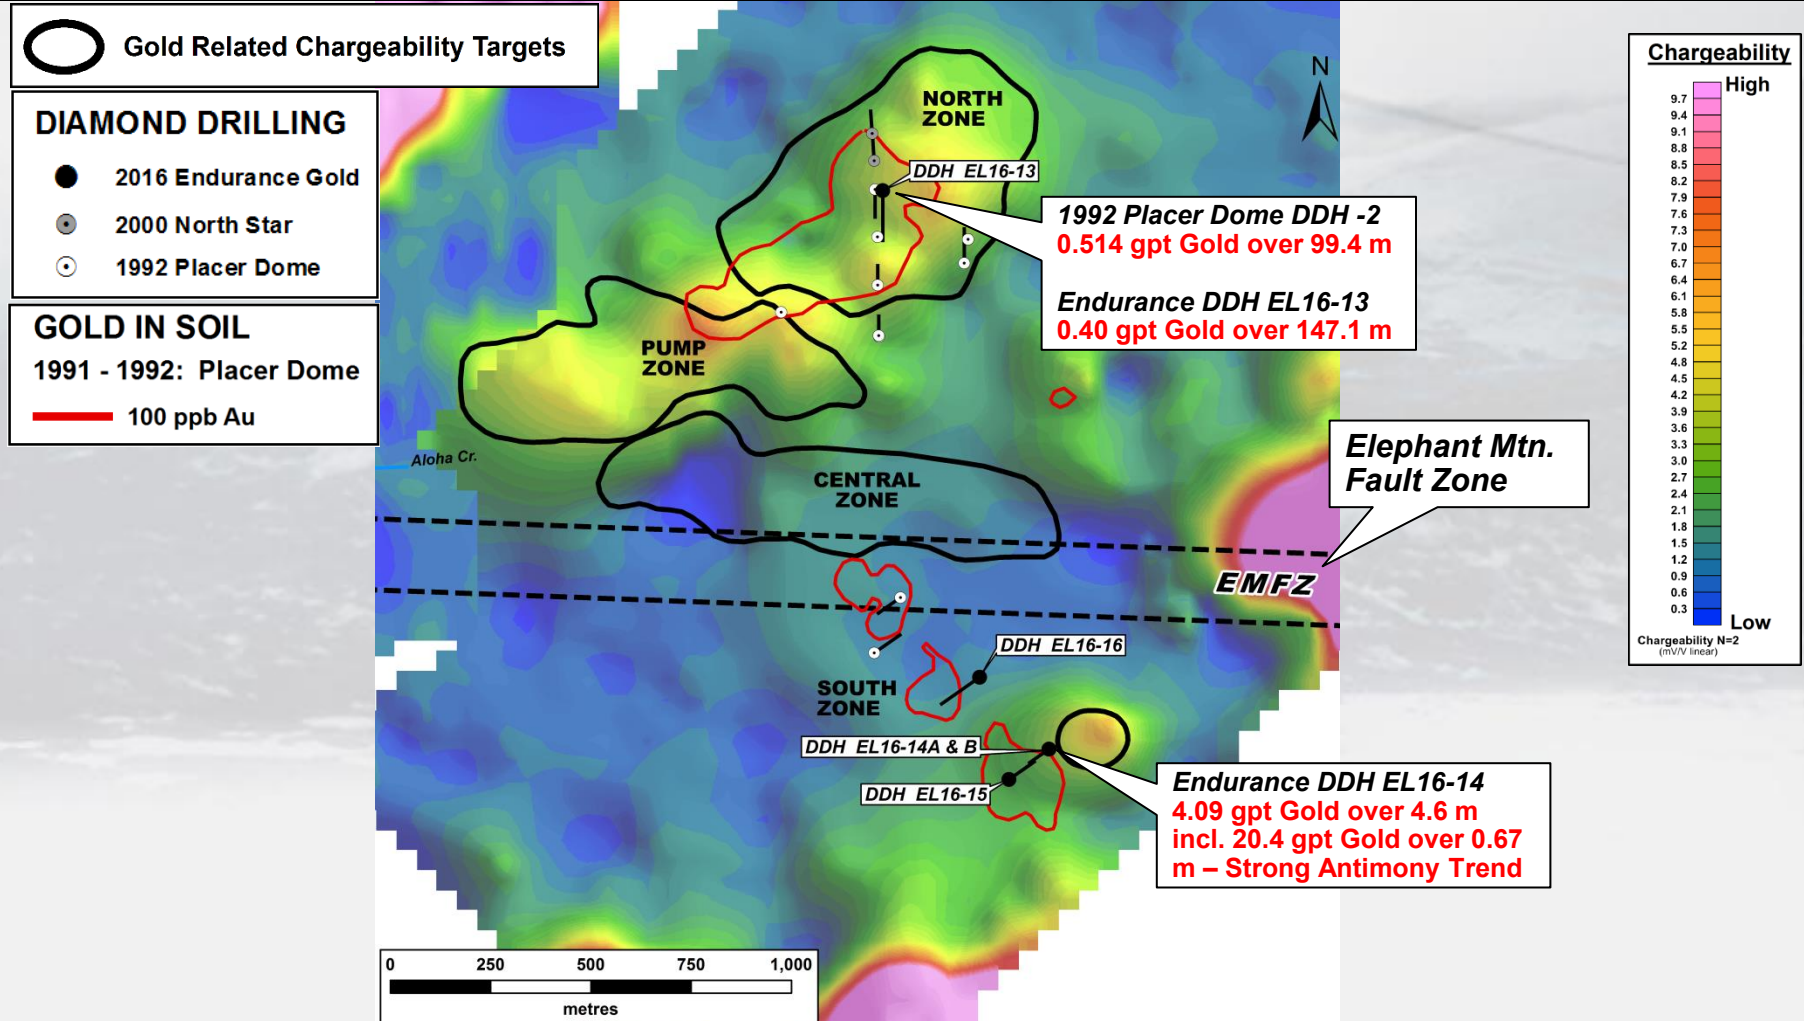 Gold Related Chargeability Targets
DIAMOND DRILLING
2016 Endurance Gold
2000 North Star
1992 Placer Dome
GOLD IN SOIL
1991 - 1992: Placer Dome
100 ppb Au
NORTH
ZONE
DDH EL16-13
1992 Placer Dome DDH -2
0.514 gpt Gold over 99.4 m
Endurance DDH EL16-13
0.40 gpt Gold over 147.1 m
PUMP
ZONE
Aloha Cr.
CENTRAL
ZONE
Elephant Mtn.
Fault Zone
EMFZ
DDH EL16-16
SOUTH
ZONE
DDH EL16-14A & B
DDH EL16-15
Endurance DDH EL16-14
4.09 gpt Gold over 4.6 m
incl. 20.4 gpt Gold over 0.67
m – Strong Antimony Trend
0 250 500 750 1,000
metres
N
Chargeability
High
9.7
9.4
9.1
8.8
8.5
8.2
7.9
7.6
7.3
7.0
6.7
6.4
6.1
5.8
5.5
5.2
4.8
4.5
4.2
3.9
3.6
3.3
3.0
2.7
2.4
2.1
1.8
1.5
1.2
0.9
0.6
0.3
Low
Chargeability N=2
(mV/V linear)